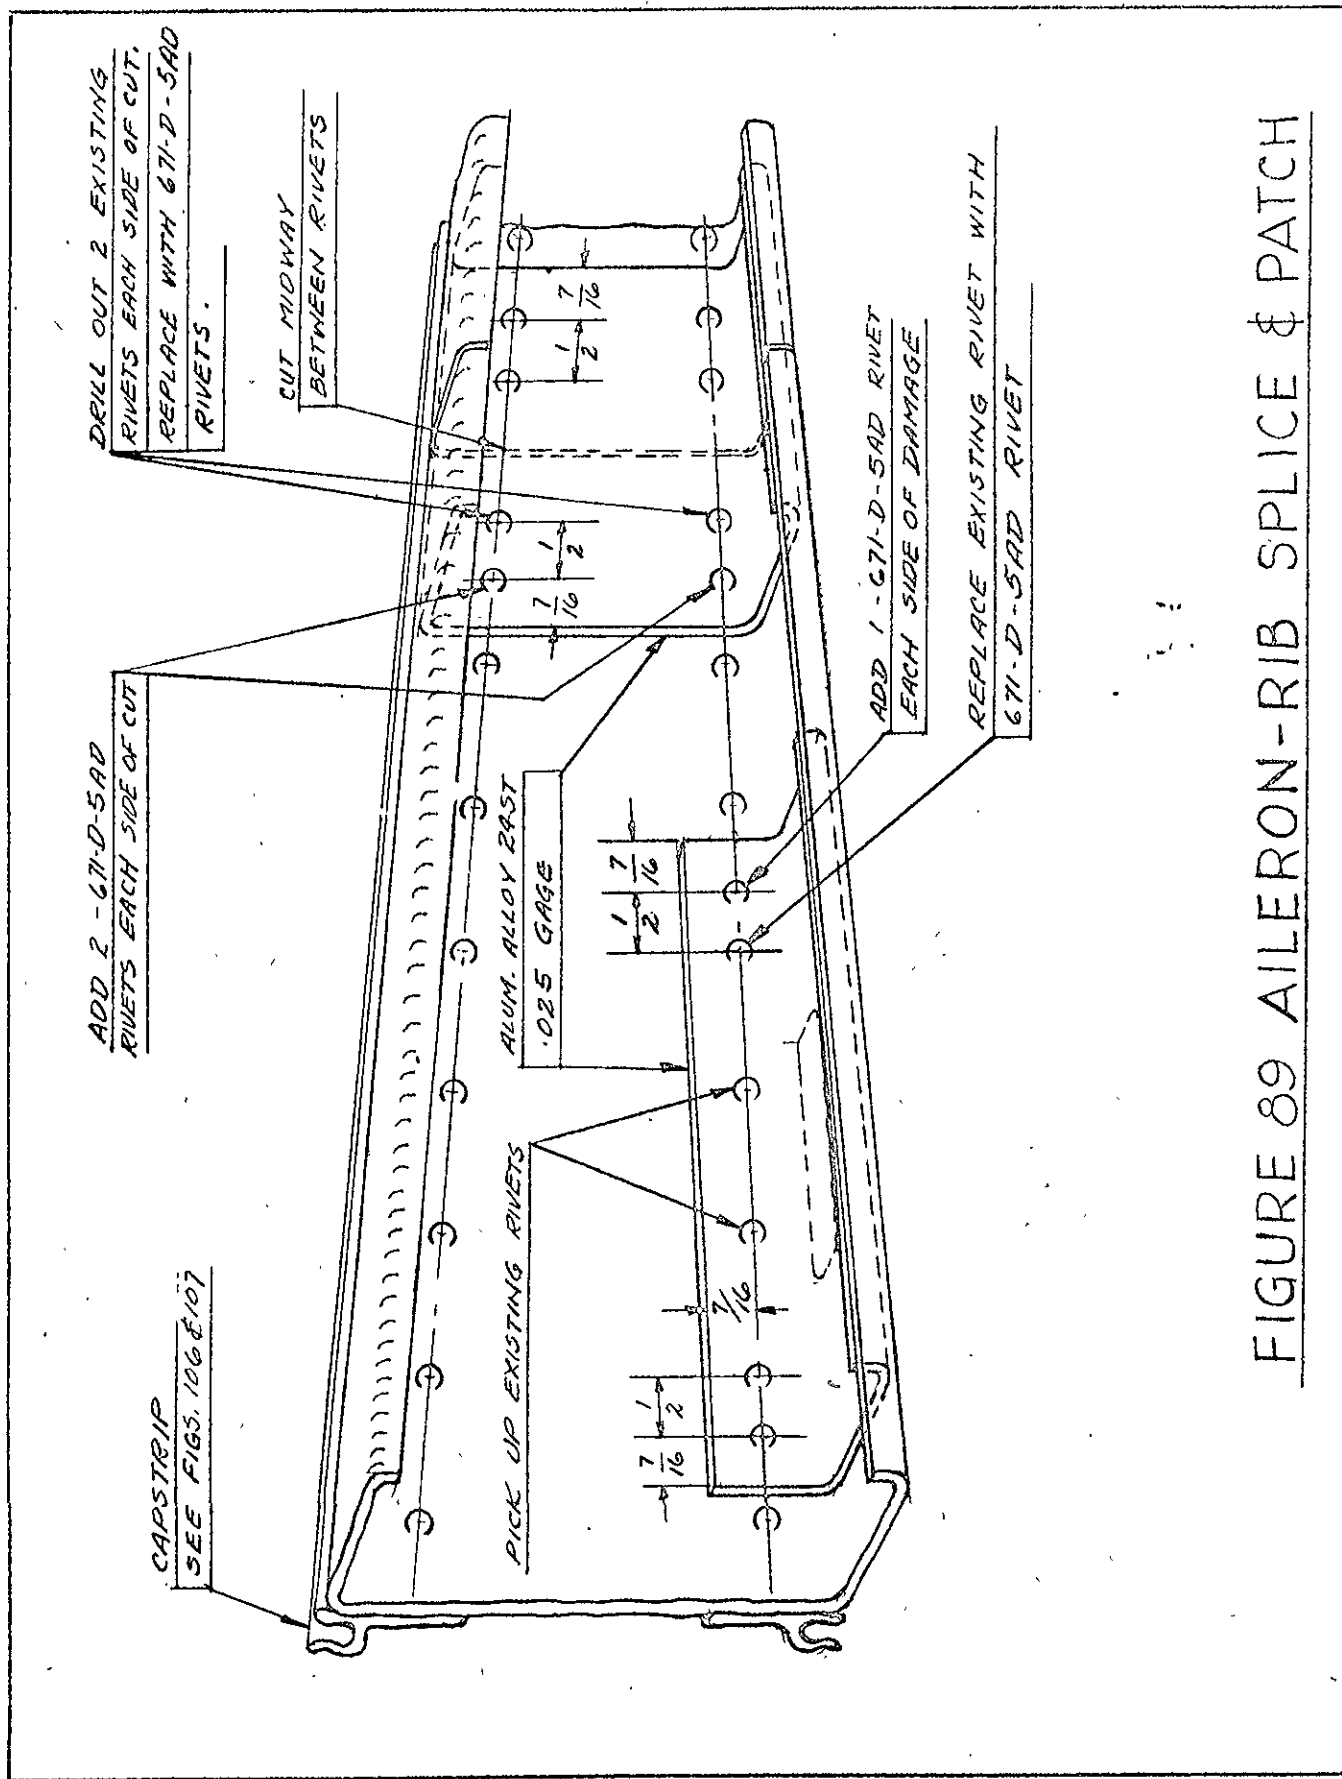 CAPSTRIP
SEE FIGS. 106 & 107
ADD 2 - 671-D-5AD
RIVETS EACH SIDE OF CUT
DRILL OUT 2 EXISTING
RIVETS EACH SIDE OF CUT.
REPLACE WITH 671-D-5AD
RIVETS.
CUT MIDWAY
BETWEEN RIVETS
7/16
1/2
1/2
7/16
ALUM. ALLOY 24ST
.025 GAGE
PICK UP EXISTING RIVETS
7/16
1/2
7/16
1/2
7/16
ADD 1 - 671-D-5AD RIVET
EACH SIDE OF DAMAGE
REPLACE EXISTING RIVET WITH
671-D-5AD RIVET
FIGURE 89 AILERON-RIB SPLICE & PATCH